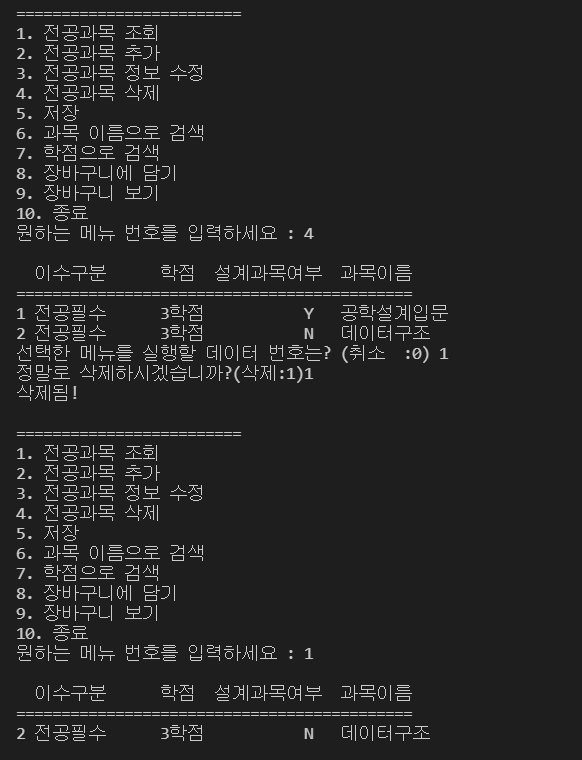 =========================
1. 전공과목 조회
2. 전공과목 추가
3. 전공과목 정보 수정
4. 전공과목 삭제
5. 저장
6. 과목 이름으로 검색
7. 학점으로 검색
8. 장바구니에 담기
9. 장바구니 보기
10. 종료
원하는 메뉴 번호를 입력하세요 : 4
이수구분 학점 설계과목여부 과목이름
============================================
1 전공필수 3학점 Y 공학설계입문
2 전공필수 3학점 N 데이터구조
선택한 메뉴를 실행할 데이터 번호는? (취소 :0) 1
정말로 삭제하시겠습니까?(삭제:1)1
삭제됨!
=========================
1. 전공과목 조회
2. 전공과목 추가
3. 전공과목 정보 수정
4. 전공과목 삭제
5. 저장
6. 과목 이름으로 검색
7. 학점으로 검색
8. 장바구니에 담기
9. 장바구니 보기
10. 종료
원하는 메뉴 번호를 입력하세요 : 1
이수구분 학점 설계과목여부 과목이름
============================================
2 전공필수 3학점 N 데이터구조